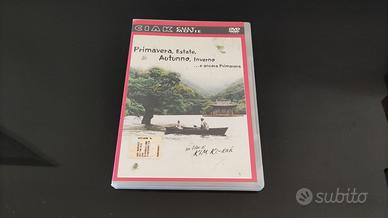 CIAK
DVD
Primavera, Estate,
Autunno, Inverno
...e ancora Primavera
un film di
KIM KI-DUK
subito